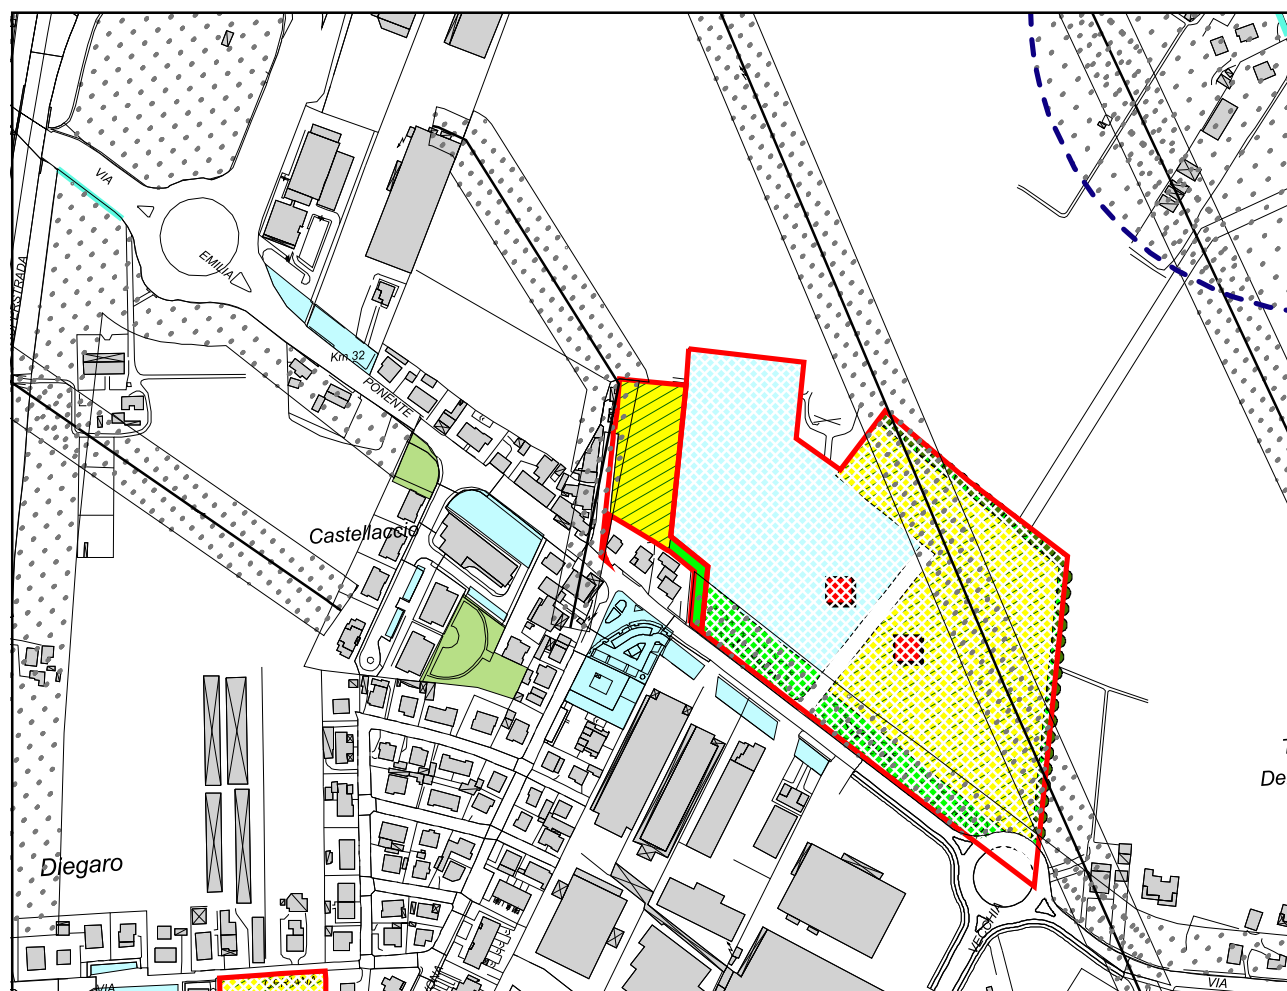 VIA
EMILIA
Km 32
PONENTE
Castellaccio
Diegaro
De
VECCHIA
VIA
VIA